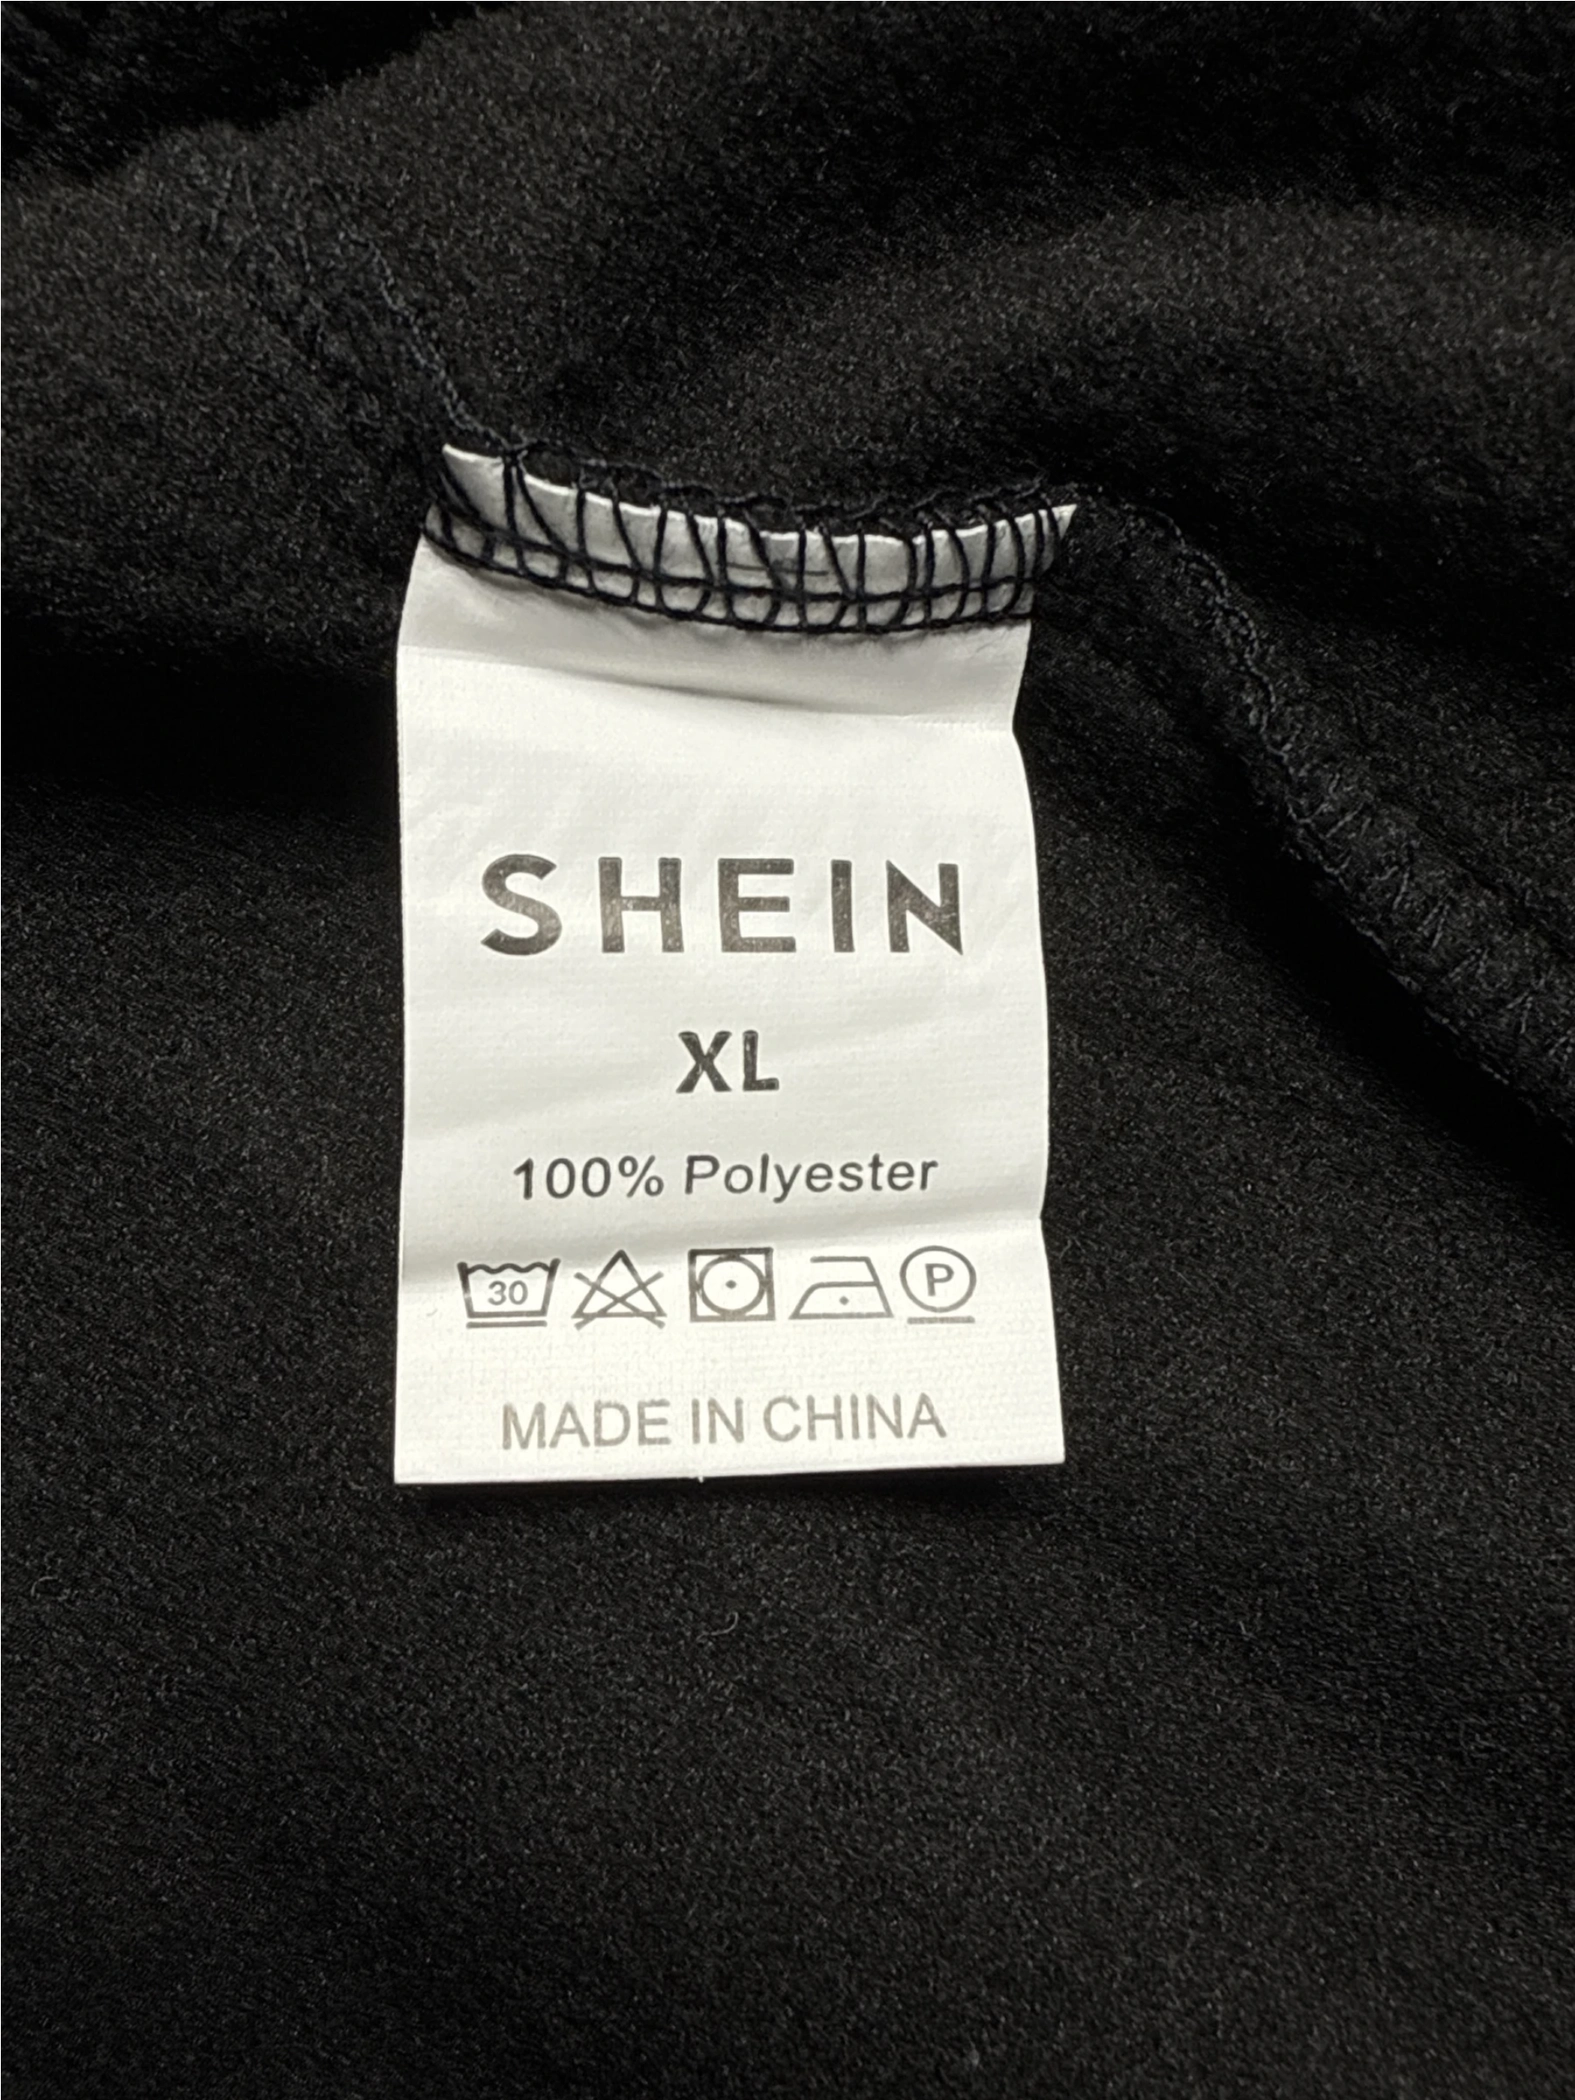 SHEIN
XL
100% Polyester
30 P
MADE IN CHINA